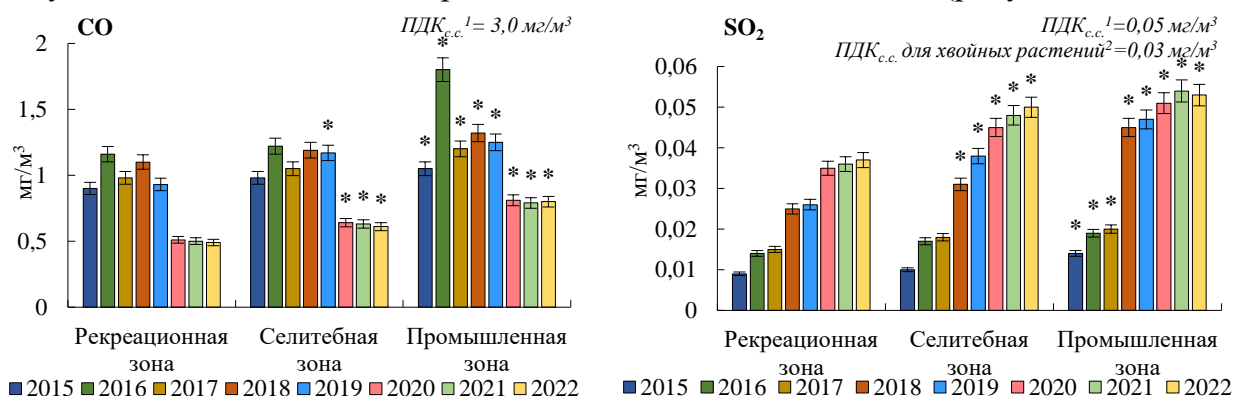 CO
ПДКс.с.¹= 3,0 мг/м³
мг/м³
2
1,5
1
0,5
0
* * * * * * * * * * * *
Рекреационная зона
Селитебная зона
Промышленная зона
2015 2016 2017 2018 2019 2020 2021 2022
SO₂
ПДКс.с.¹=0,05 мг/м³
ПДКс.с. для хвойных растений²=0,03 мг/м³
мг/м³
0,06
0,05
0,04
0,03
0,02
0,01
0
* * * * * * * * * * * * *
Рекреационная зона
Селитебная зона
Промышленная зона
2015 2016 2017 2018 2019 2020 2021 2022